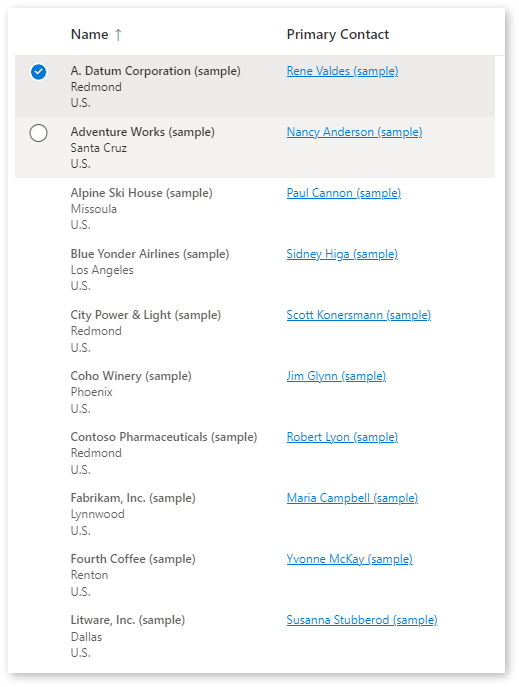 Name ↑ Primary Contact
A. Datum Corporation (sample) Rene Valdes (sample)
Redmond
U.S.
Adventure Works (sample) Nancy Anderson (sample)
Santa Cruz
U.S.
Alpine Ski House (sample) Paul Cannon (sample)
Missoula
U.S.
Blue Yonder Airlines (sample) Sidney Higa (sample)
Los Angeles
U.S.
City Power & Light (sample) Scott Konersmann (sample)
Redmond
U.S.
Coho Winery (sample) Jim Glynn (sample)
Phoenix
U.S.
Contoso Pharmaceuticals (sample) Robert Lyon (sample)
Redmond
U.S.
Fabrikam, Inc. (sample) Maria Campbell (sample)
Lynnwood
U.S.
Fourth Coffee (sample) Yvonne McKay (sample)
Renton
U.S.
Litware, Inc. (sample) Susanna Stubberod (sample)
Dallas
U.S.